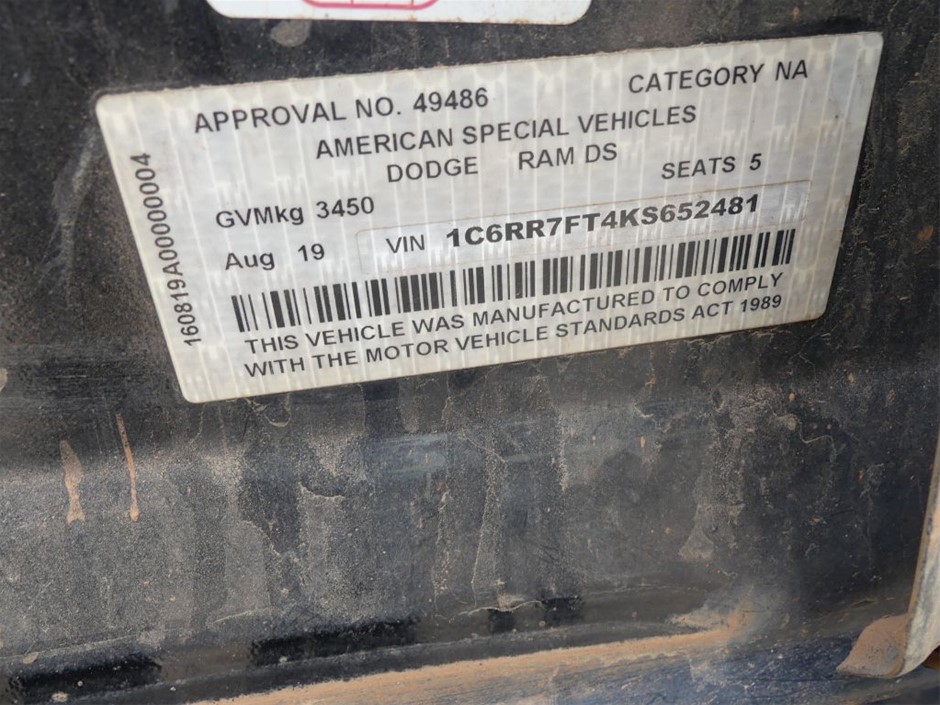 APPROVAL NO. 49486 CATEGORY NA
AMERICAN SPECIAL VEHICLES
DODGE RAM DS
SEATS 5
GVMkg 3450
Aug 19 VIN 1C6RR7FT4KS652481
THIS VEHICLE WAS MANUFACTURED TO COMPLY
WITH THE MOTOR VEHICLE STANDARDS ACT 1989
160819A00000004